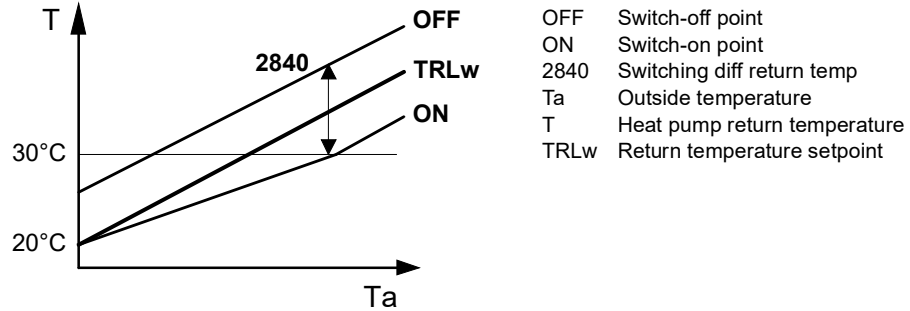 T
OFF
2840
TRLw
ON
30°C
20°C
Ta
OFF Switch-off point
ON Switch-on point
2840 Switching diff return temp
Ta Outside temperature
T Heat pump return temperature
TRLw Return temperature setpoint